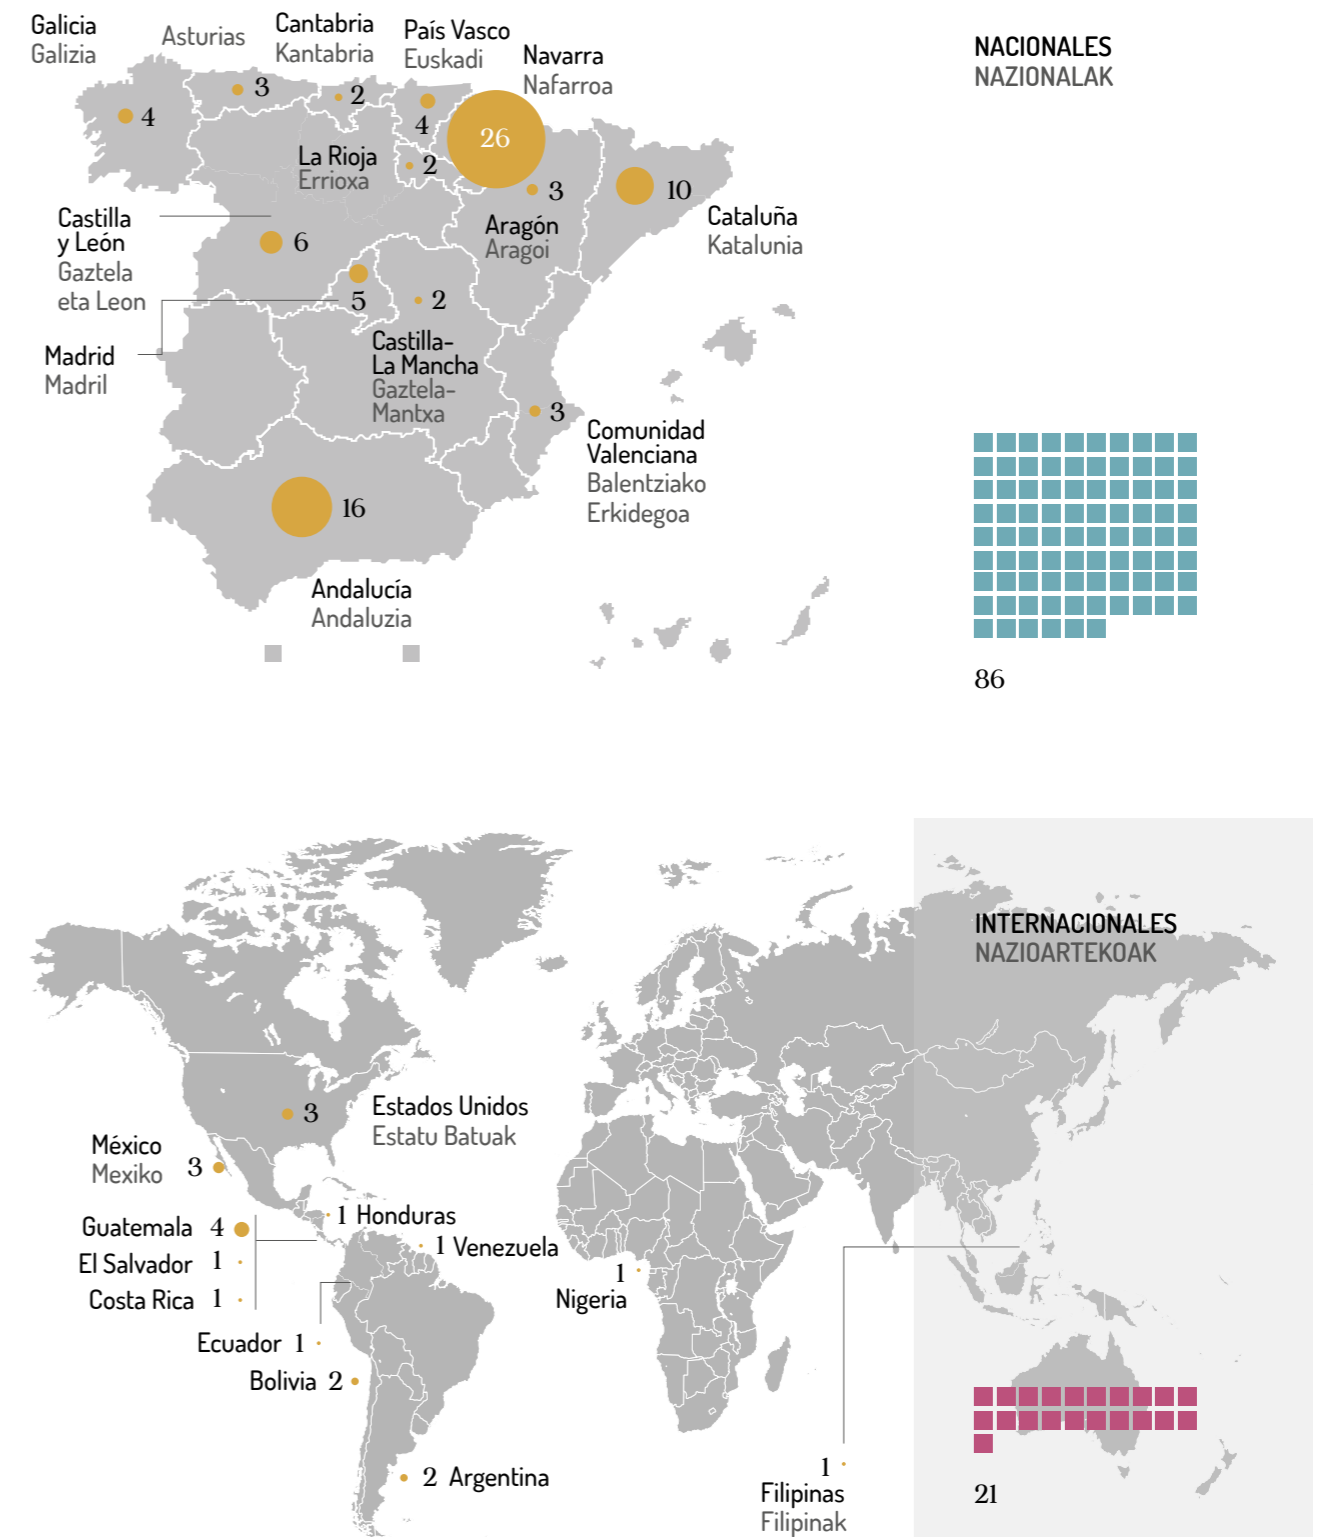 Galicia
Galizia
4
Asturias
3
Cantabria
Kantabria
2
País Vasco
Euskadi
4
Navarra
Nafarroa
26
La Rioja
Errioxa
2
3
Aragón
Aragoi
10
Cataluña
Katalunia
Castilla
y León
Gaztela
eta Leon
6
Madrid
Madril
5
2
Castilla-
La Mancha
Gaztela-
Mantxa
3
Comunidad
Valenciana
Balentziako
Erkidegoa
16
Andalucía
Andaluzia
NACIONALES
NAZIONALAK
86
INTERNACIONALES
NAZIOARTEKOAK
3
Estados Unidos
Estatu Batuak
México
Mexiko
3
1 Honduras
Guatemala 4
1 Venezuela
El Salvador 1
Costa Rica 1
1
Nigeria
Ecuador 1
Bolivia 2
2 Argentina
1
Filipinas
Filipinak
21